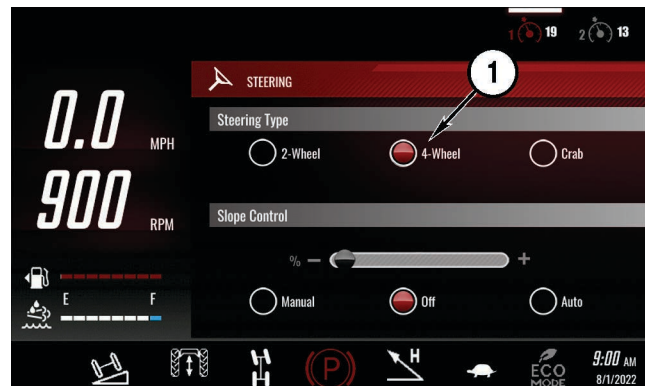 1 19 2 13
STEERING
1
Steering Type
0.0 MPH
2-Wheel 4-Wheel Crab
900 RPM
Slope Control
% − +
E F
Manual Off Auto
H
P
H
ECO
MODE
9:00 AM
8/1/2022